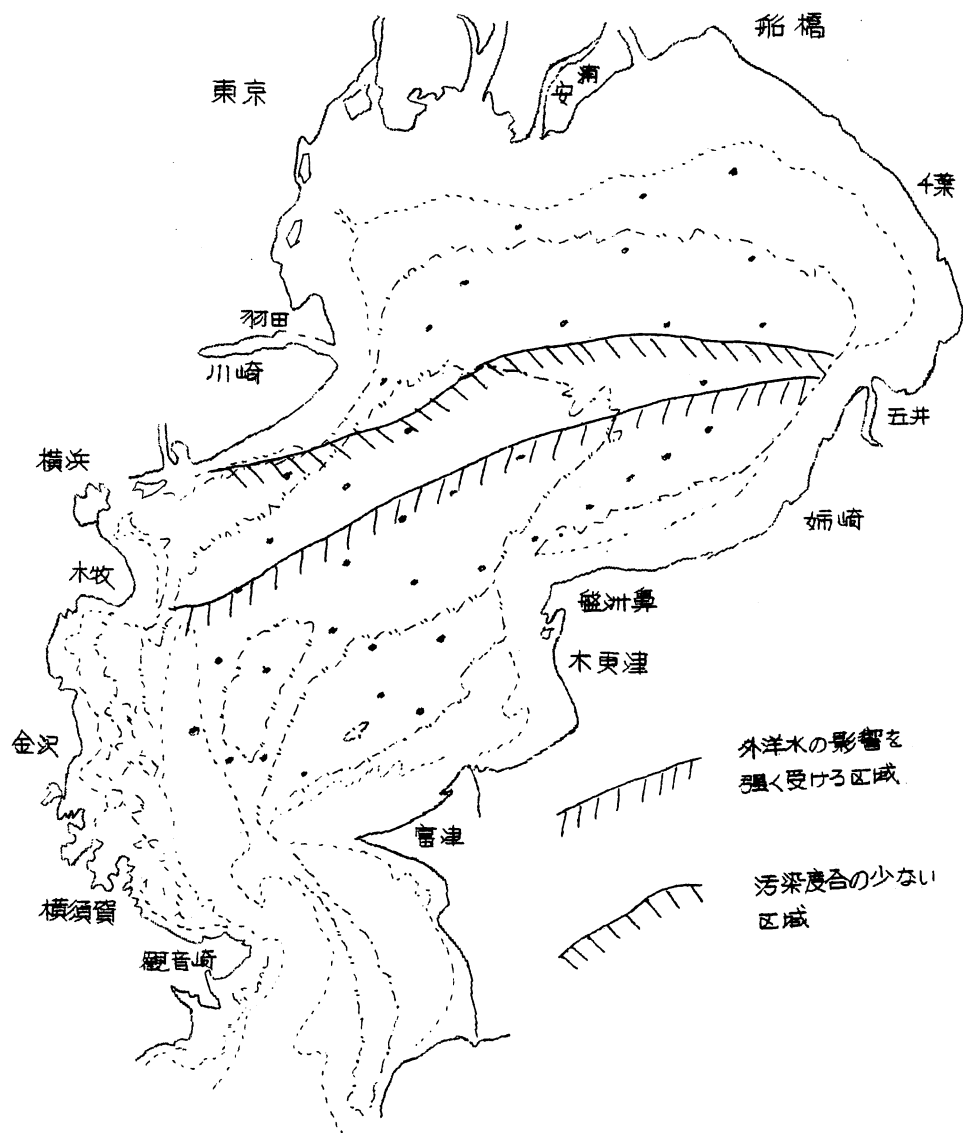 船橋
浦安
東京
千葉
羽田
川崎
五井
横浜
姉崎
木牧
盤洲鼻
木更津
金沢
外洋水の影響を
強く受ける区域
富津
汚染度合の少ない
区域
横須賀
観音崎